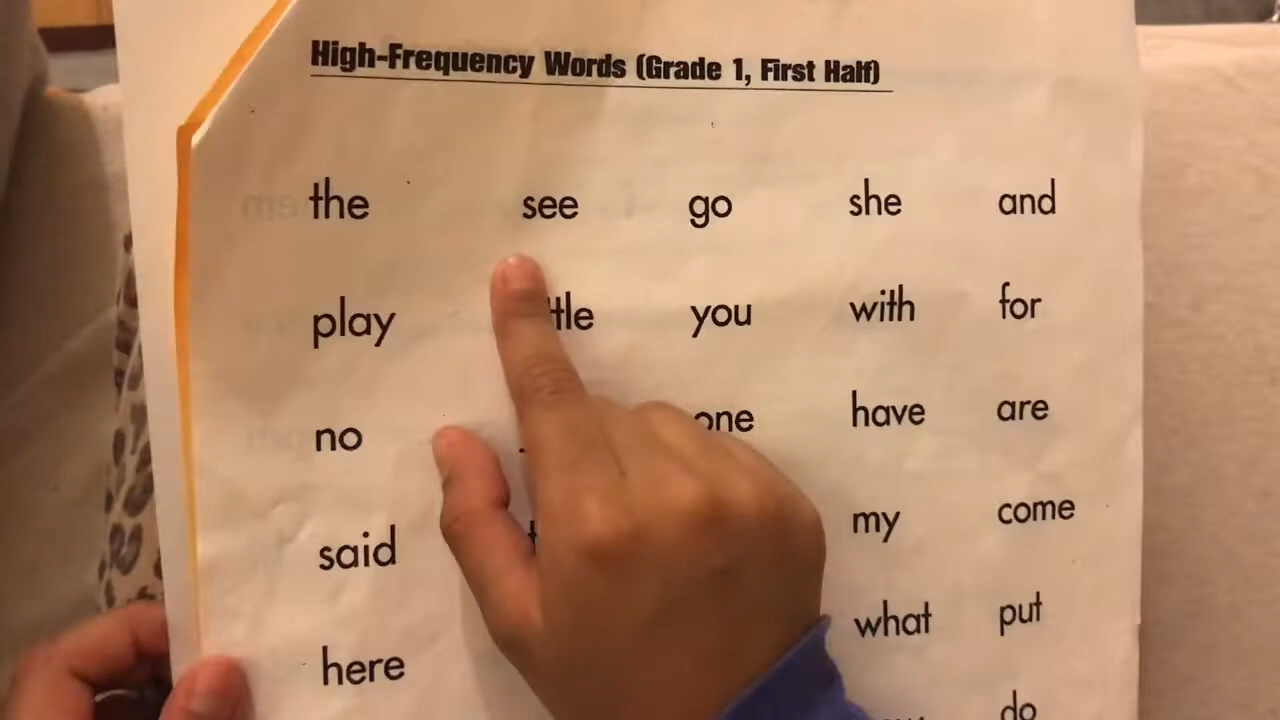 High-Frequency Words (Grade 1, First Half)
the see go she and
play you with for
no have are
said my come
here what put
do